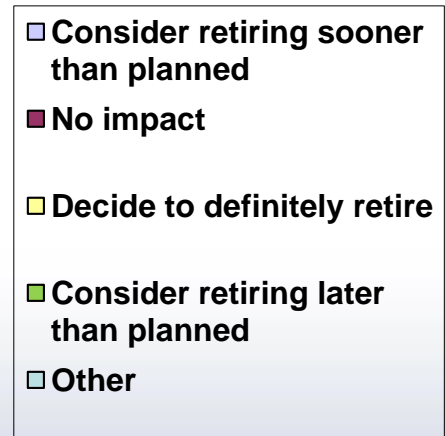 Consider retiring sooner
than planned
No impact
Decide to definitely retire
Consider retiring later
than planned
Other